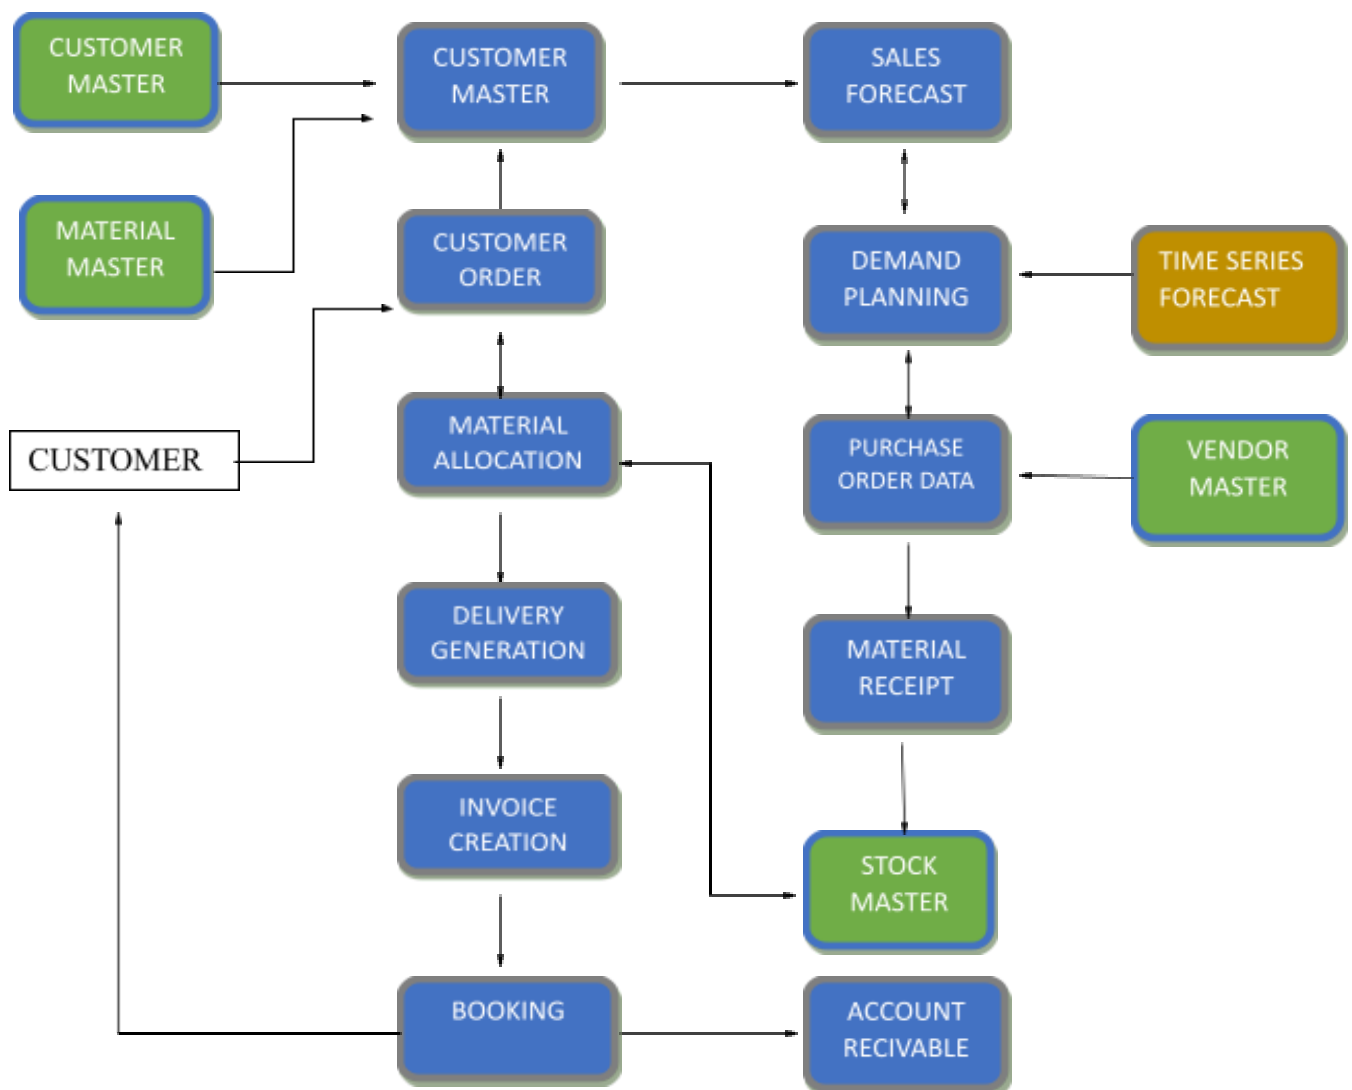 CUSTOMER
MASTER
CUSTOMER
MASTER
SALES
FORECAST
MATERIAL
MASTER
CUSTOMER
ORDER
DEMAND
PLANNING
TIME SERIES
FORECAST
CUSTOMER
MATERIAL
ALLOCATION
PURCHASE
ORDER DATA
VENDOR
MASTER
DELIVERY
GENERATION
MATERIAL
RECEIPT
INVOICE
CREATION
STOCK
MASTER
BOOKING
ACCOUNT
RECIVABLE